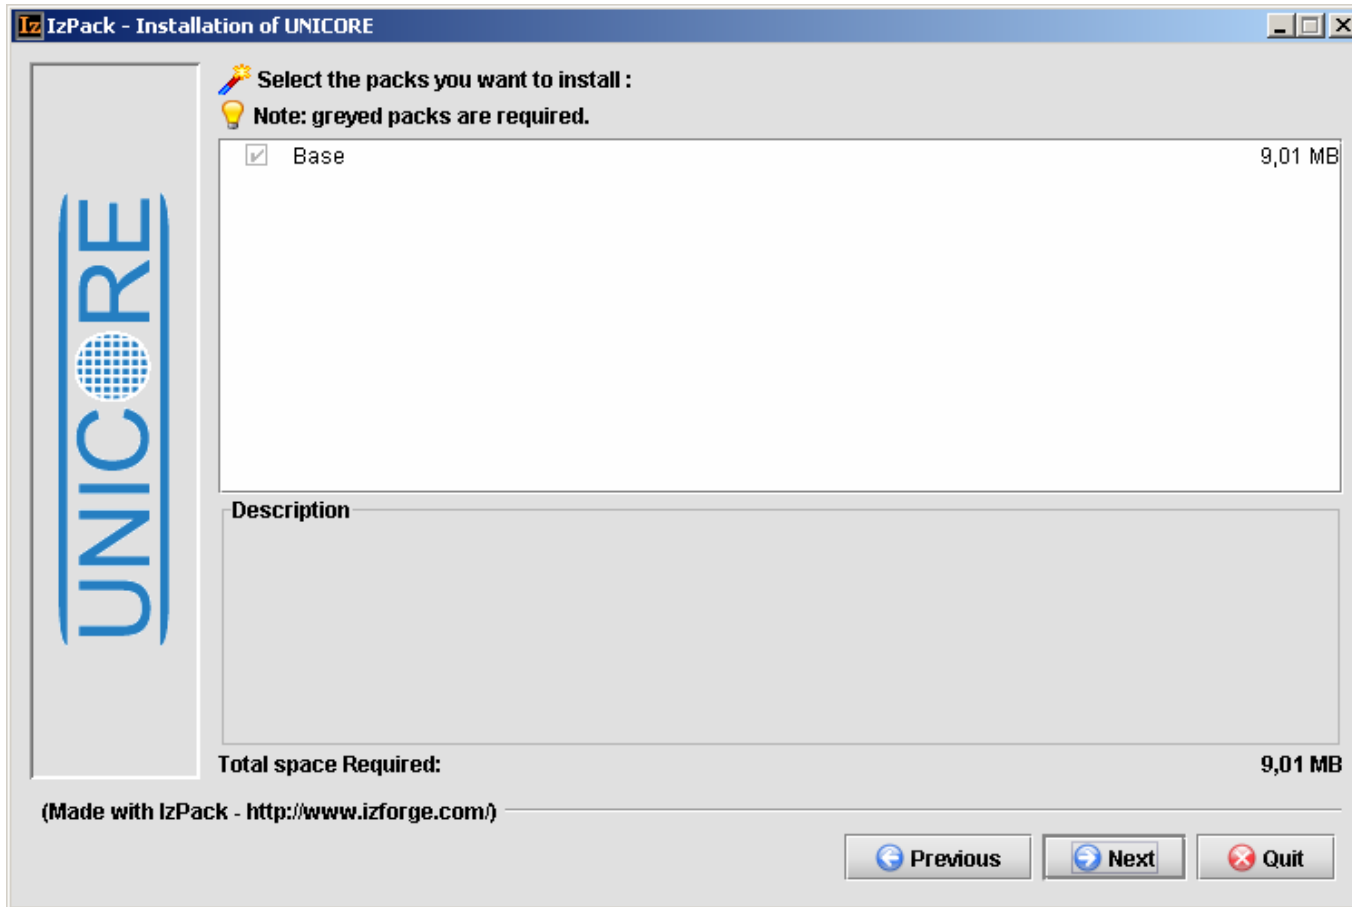 Iz IzPack - Installation of UNICORE
Select the packs you want to install :
Note: greyed packs are required.
Base 9,01 MB
UNICORE
Description
Total space Required: 9,01 MB
(Made with IzPack - http://www.izforge.com/)
Previous Next Quit